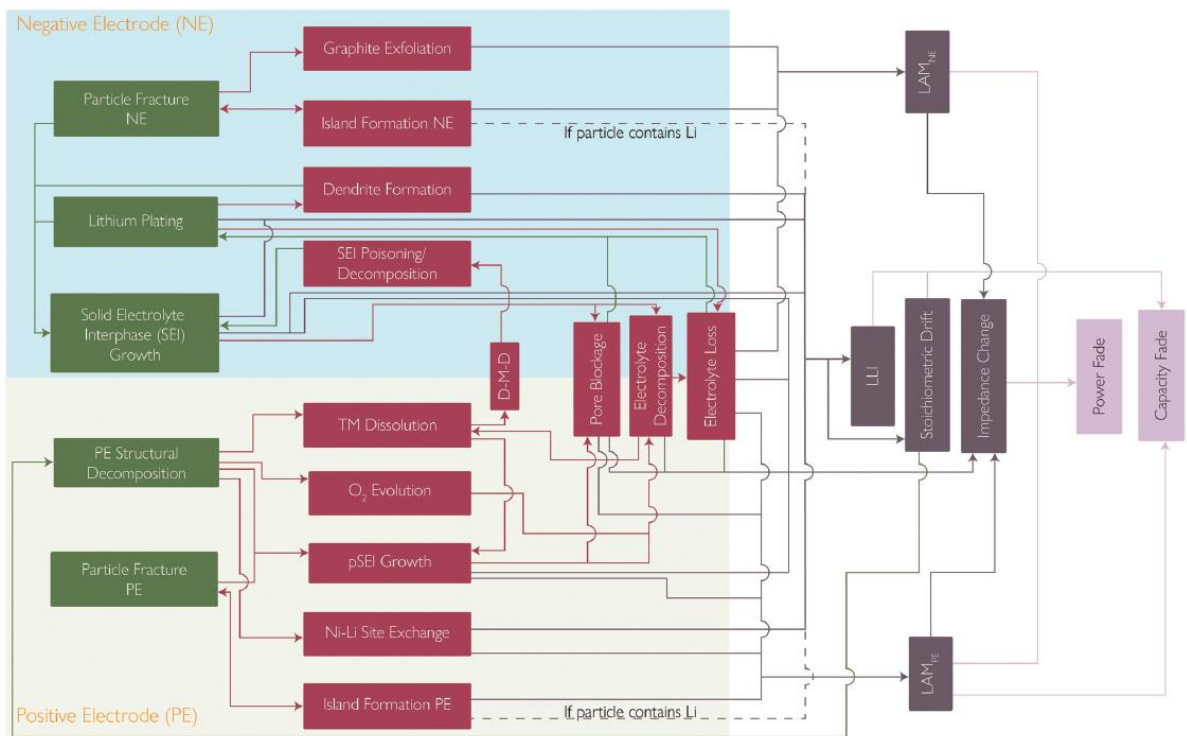 Negative Electrode (NE)
Graphite Exfoliation
Particle Fracture
NE
Island Formation NE
If particle contains Li
Dendrite Formation
Lithium Plating
SEI Poisoning/
Decomposition
Solid Electrolyte
Interphase (SEI)
Growth
D-M-D
Pore Blockage
Electrolyte
Decomposition
Electrolyte Loss
LAM_NE
LLI
Stoichiometric Drift
Impedance Change
Power Fade
Capacity Fade
TM Dissolution
PE Structural
Decomposition
O₂ Evolution
pSEI Growth
Particle Fracture
PE
Ni-Li Site Exchange
LAM_PE
Island Formation PE
If particle contains Li
Positive Electrode (PE)